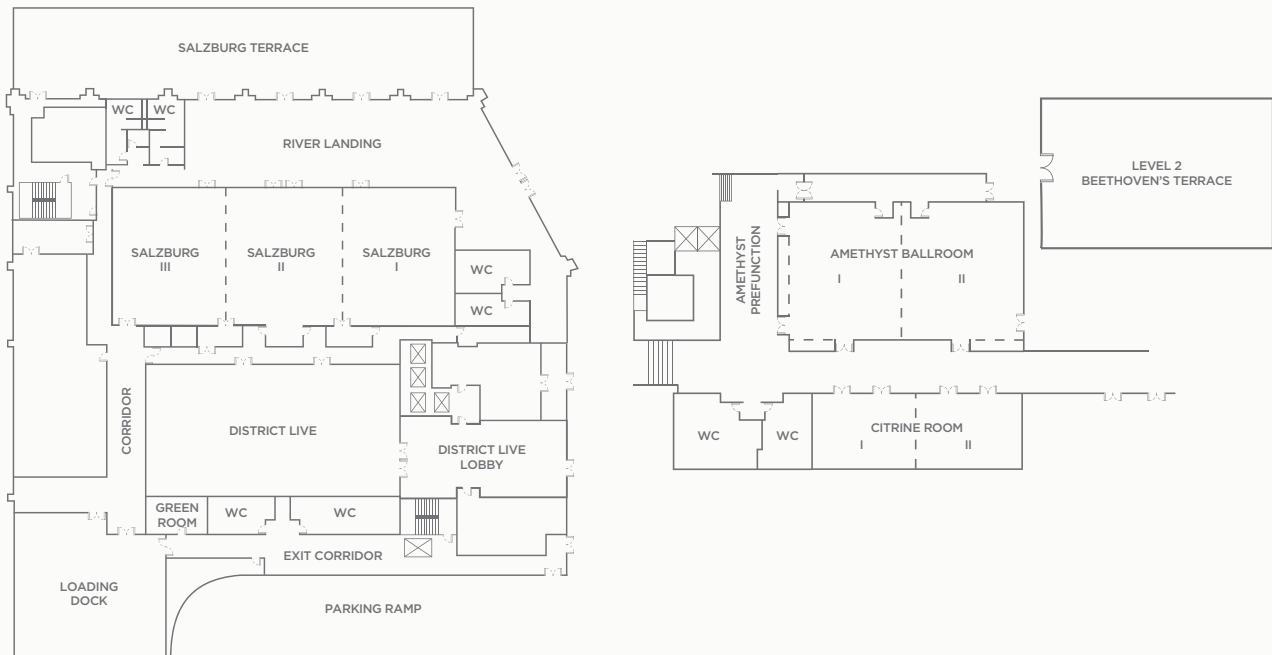 SALZBURG TERRACE
WC
WC
RIVER LANDING
SALZBURG
III
SALZBURG
II
SALZBURG
I
WC
WC
CORRIDOR
DISTRICT LIVE
DISTRICT LIVE
LOBBY
GREEN
ROOM
WC
WC
EXIT CORRIDOR
LOADING
DOCK
PARKING RAMP
LEVEL 2
BEETHOVEN'S TERRACE
AMETHYST
PREFUNCTION
AMETHYST BALLROOM
I
II
WC
WC
CITRINE ROOM
I
II